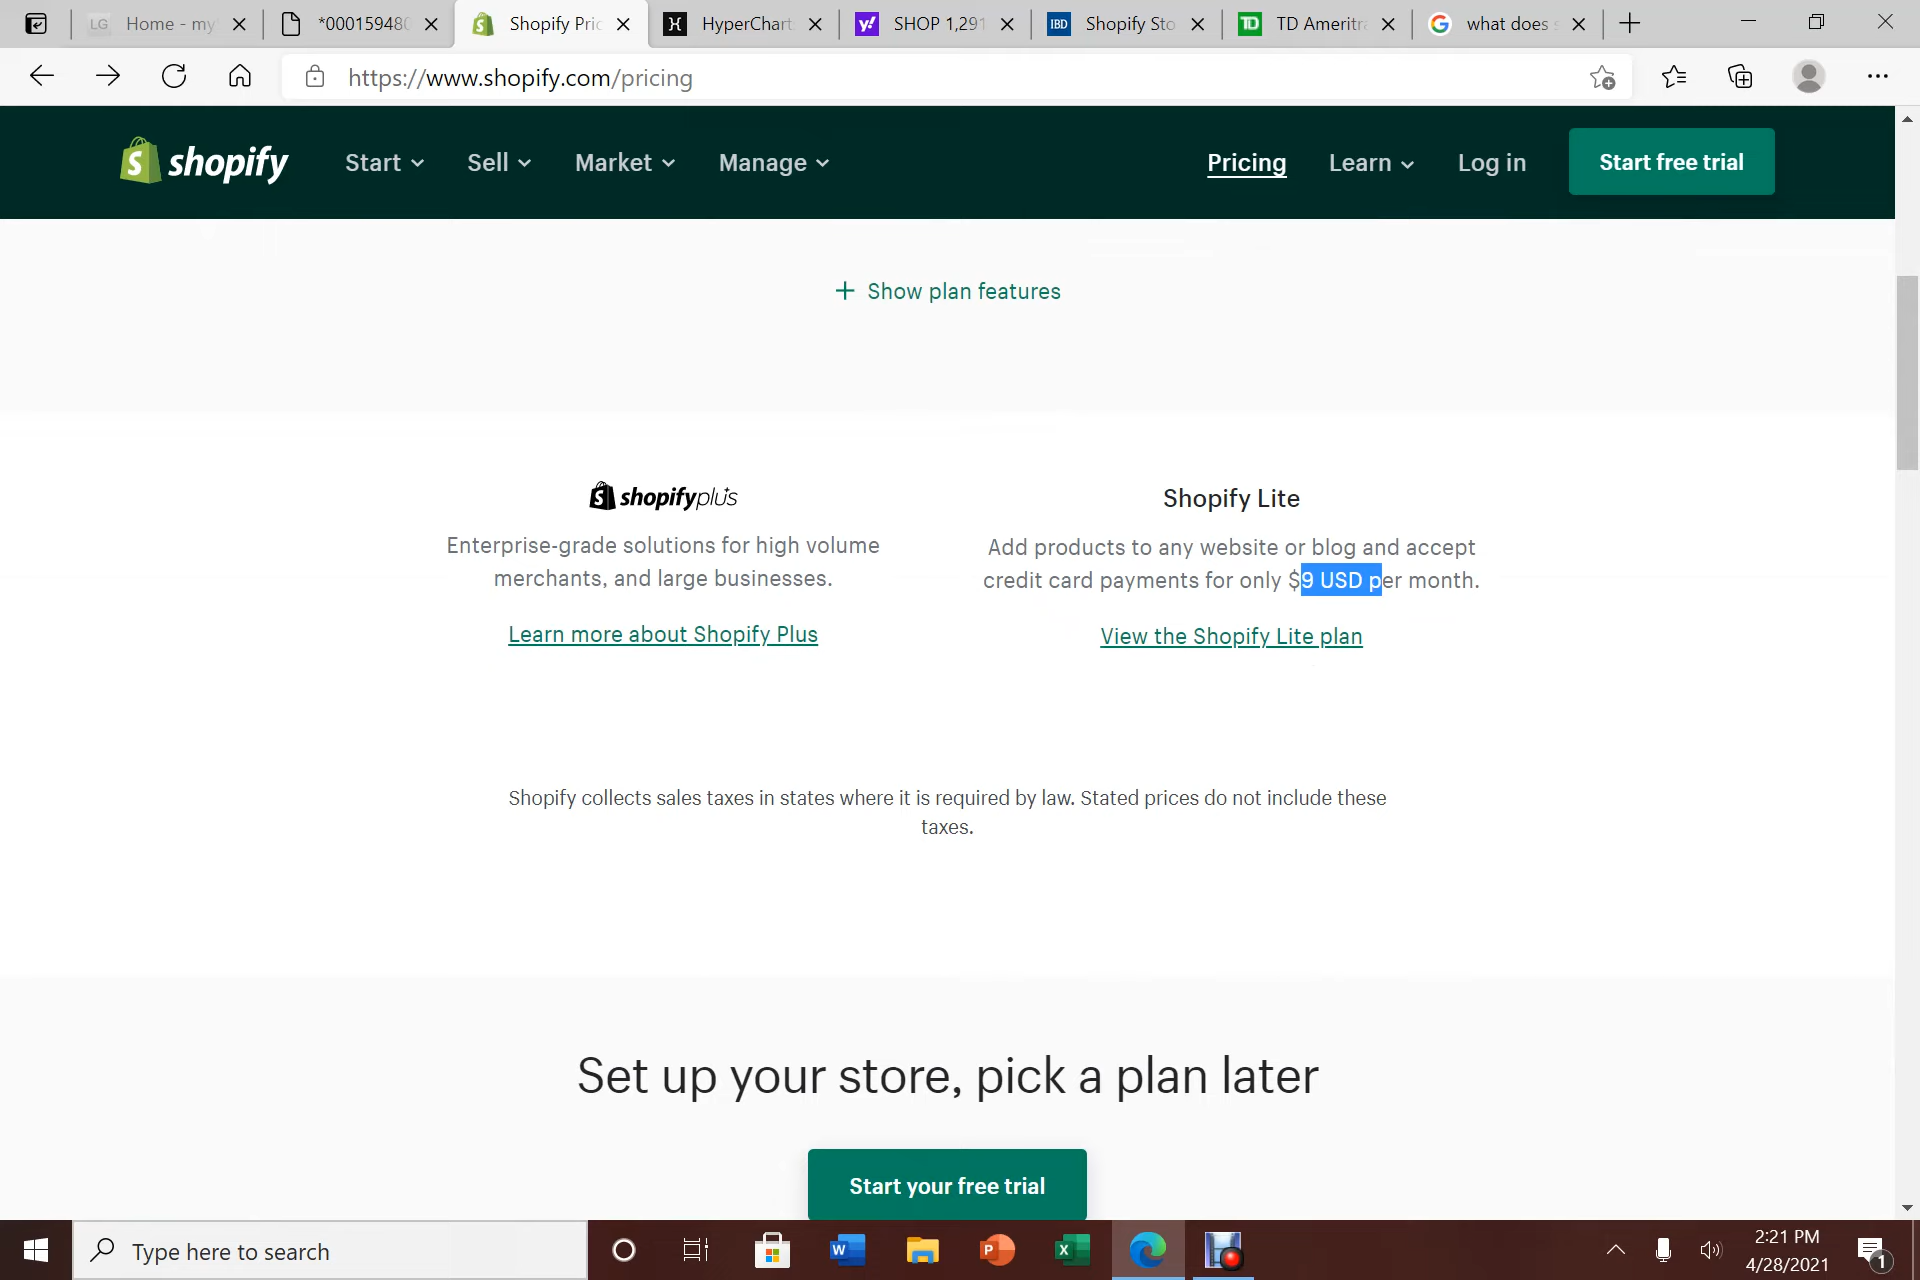 LG Home - my
*000159480
Shopify Pric
HyperChart
SHOP 1,291
IBD Shopify Sto
TD TD Ameritra
what does s
https://www.shopify.com/pricing
shopify
Start
Sell
Market
Manage
Pricing
Learn
Log in
Start free trial
+ Show plan features
shopifyplus
Enterprise-grade solutions for high volume
merchants, and large businesses.
Learn more about Shopify Plus
Shopify Lite
Add products to any website or blog and accept
credit card payments for only $9 USD per month.
View the Shopify Lite plan
Shopify collects sales taxes in states where it is required by law. Stated prices do not include these
taxes.
Set up your store, pick a plan later
Start your free trial
Type here to search
2:21 PM
4/28/2021
1